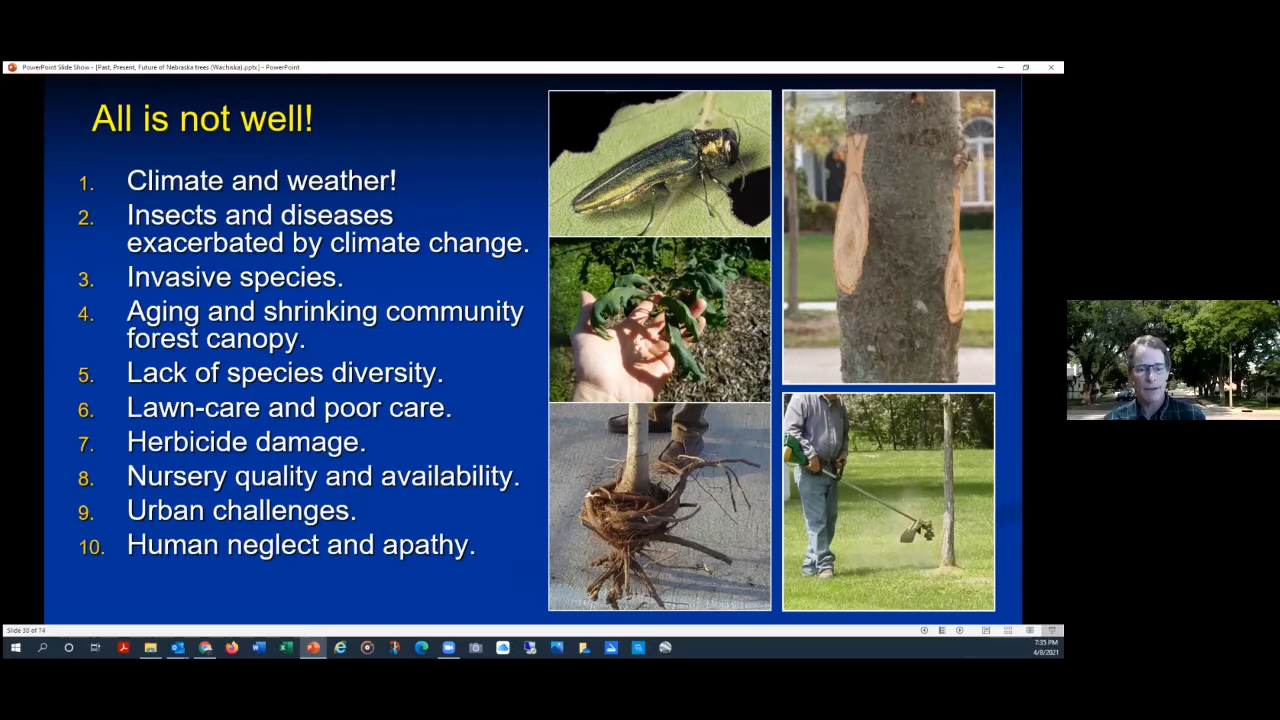 PowerPoint Slide Show - [Past, Present, Future of Nebraska trees (Wachiska).pptx] - PowerPoint
All is not well!
1. Climate and weather!
2. Insects and diseases
exacerbated by climate change.
3. Invasive species.
4. Aging and shrinking community
forest canopy.
5. Lack of species diversity.
6. Lawn-care and poor care.
7. Herbicide damage.
8. Nursery quality and availability.
9. Urban challenges.
10. Human neglect and apathy.
Slide 30 of 74
7:35 PM
4/8/2021